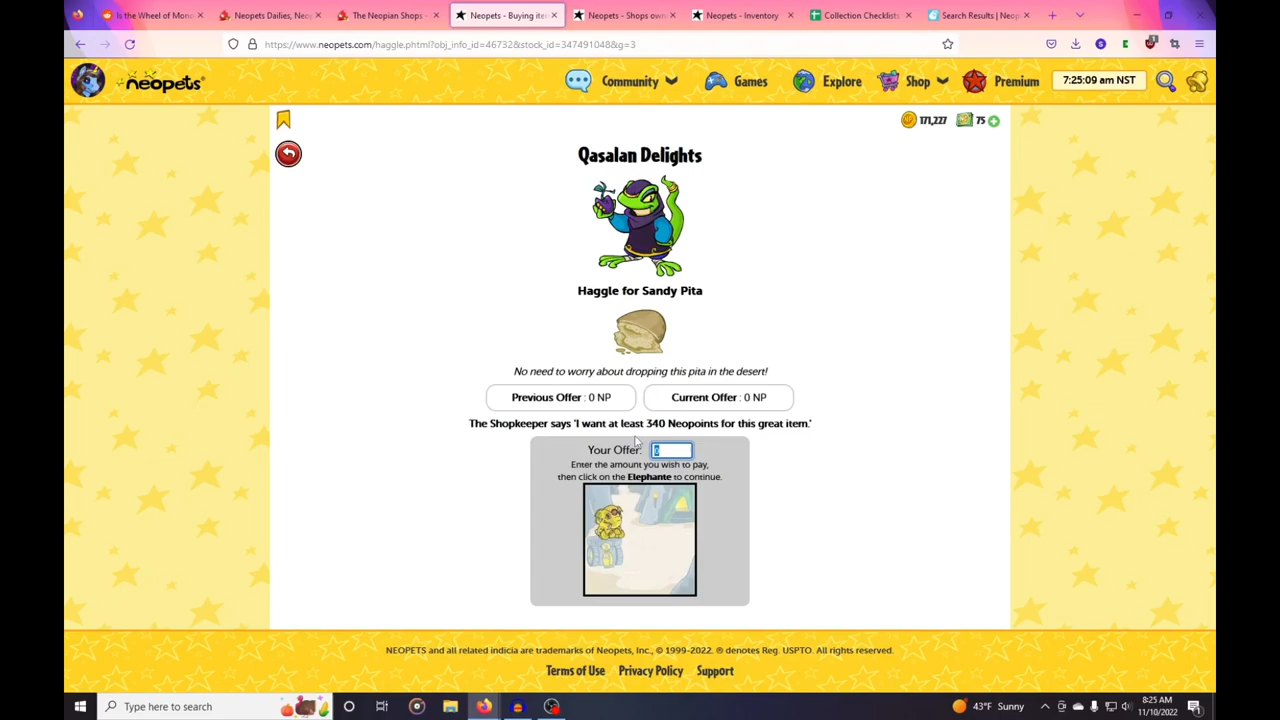 Is the Wheel of Mono
Neopets Dailies, Neo
The Neopian Shops -
Neopets - Buying ite
Neopets - Shops own
Neopets - Inventory
Collection Checklists
Search Results | Neop
https://www.neopets.com/haggle.phtml?obj_info_id=46732&stock_id=347491048&g=3
neopets
Community
Games
Explore
Shop
Premium
7:25:09 am NST
171,227
75
Qasalan Delights
Haggle for Sandy Pita
No need to worry about dropping this pita in the desert!
Previous Offer : 0 NP
Current Offer : 0 NP
The Shopkeeper says 'I want at least 340 Neopoints for this great item.'
Your Offer: 0
Enter the amount you wish to pay,
then click on the Elephante to continue.
NEOPETS and all related indicia are trademarks of Neopets, Inc., © 1999-2022. ® denotes Reg. USPTO. All rights reserved.
Terms of Use
Privacy Policy
Support
Type here to search
43°F Sunny
8:25 AM
11/10/2022